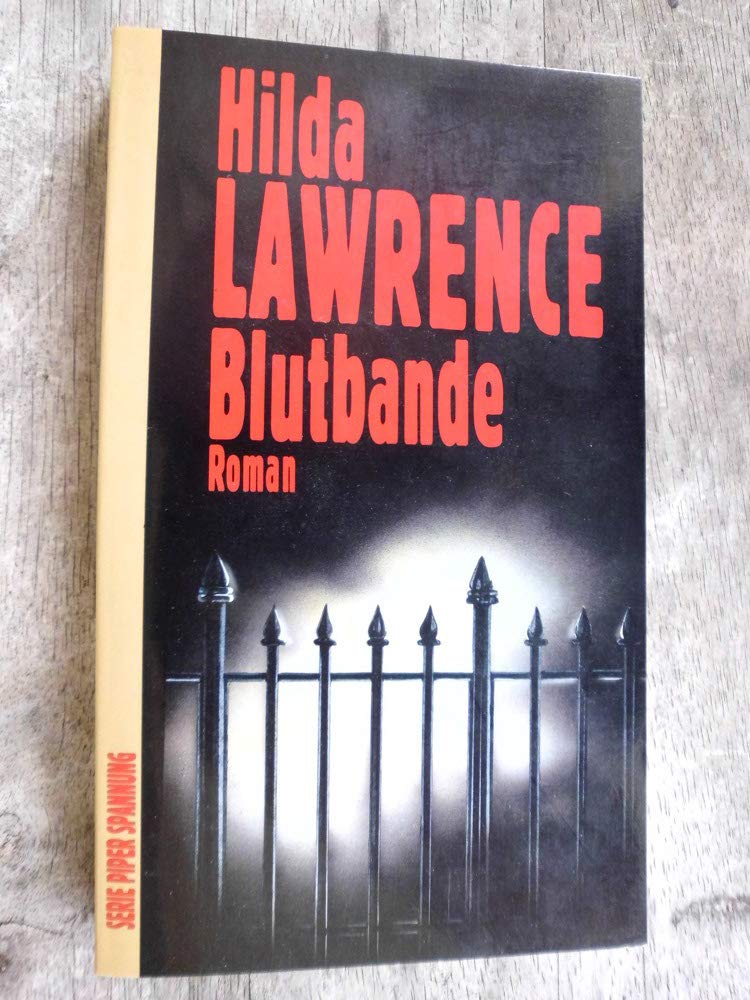 Hilda
LAWRENCE
Blutbande
Roman
SERIE PIPER SPANNUNG